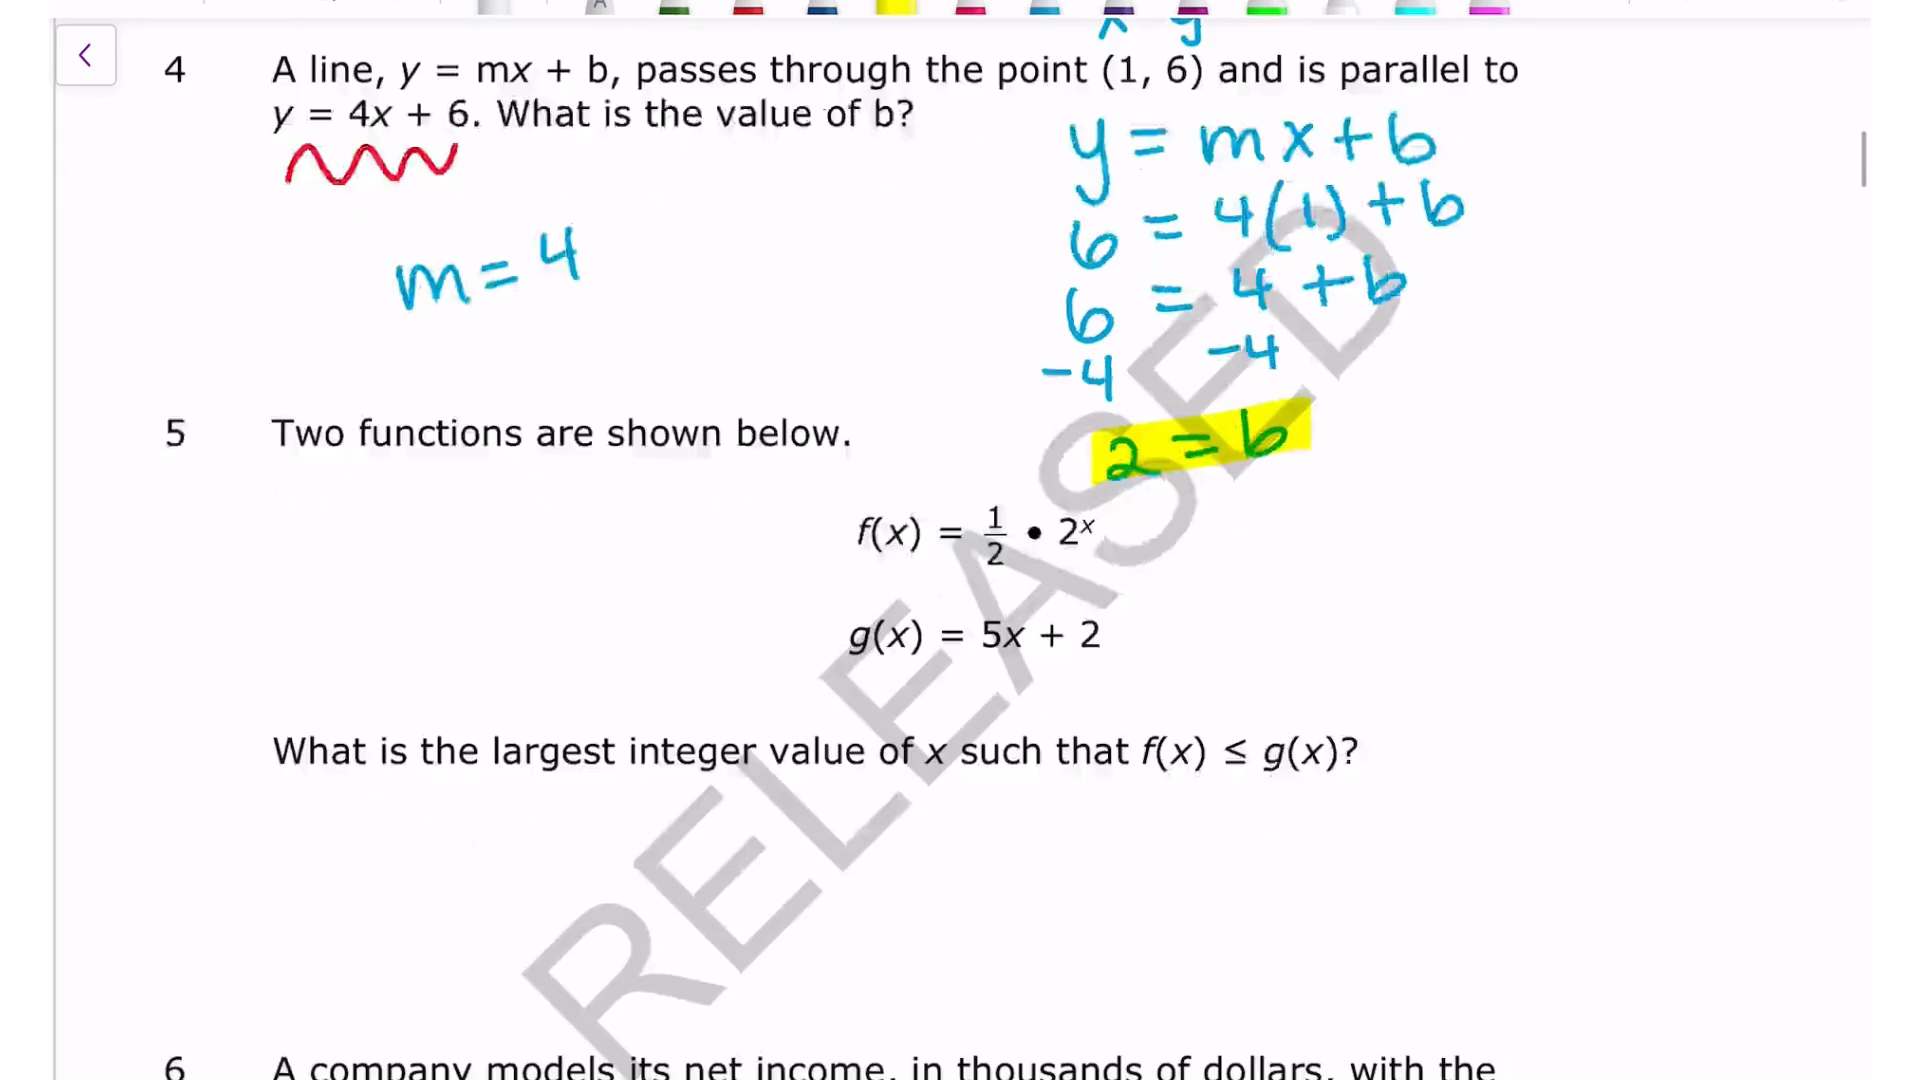 x y
4 A line, y = mx + b, passes through the point (1, 6) and is parallel to
y = 4x + 6. What is the value of b?
y = mx + b
6 = 4(1) + b
m = 4
6 = 4 + b
-4 -4
2 = b
5 Two functions are shown below.
f(x) = 1/2 • 2ˣ
g(x) = 5x + 2
What is the largest integer value of x such that f(x) ≤ g(x)?
RELEASED
6 A company models its net income, in thousands of dollars, with the